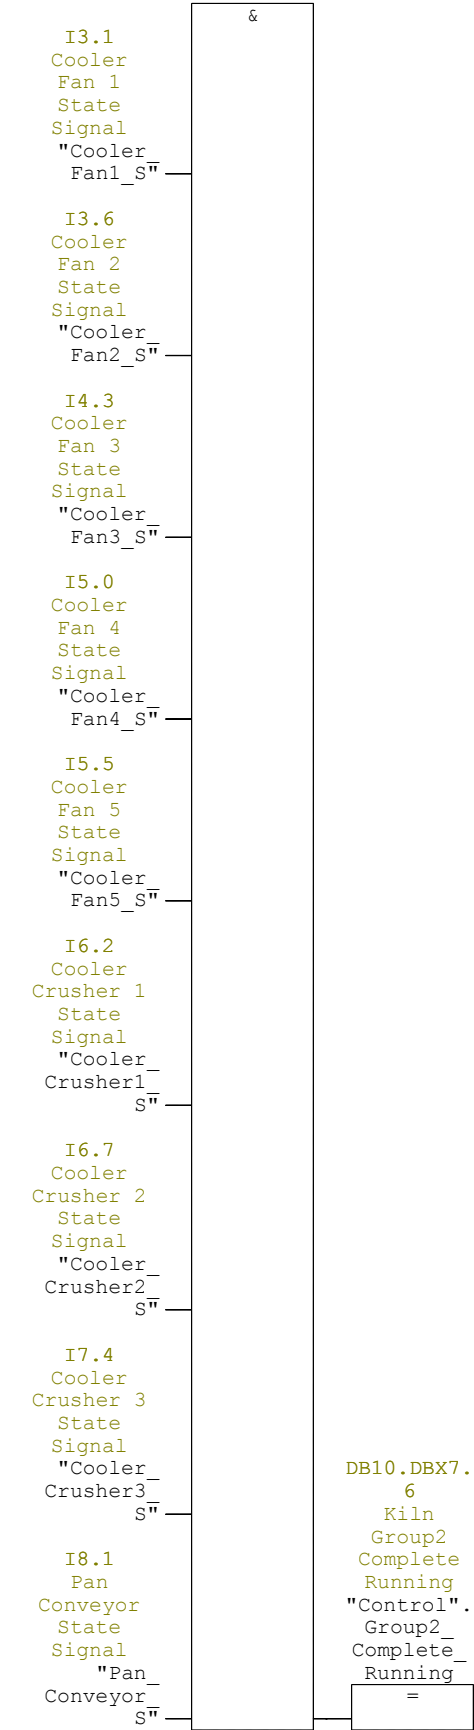 &
I3.1
Cooler
Fan 1
State
Signal
"Cooler_
Fan1_S"
I3.6
Cooler
Fan 2
State
Signal
"Cooler_
Fan2_S"
I4.3
Cooler
Fan 3
State
Signal
"Cooler_
Fan3_S"
I5.0
Cooler
Fan 4
State
Signal
"Cooler_
Fan4_S"
I5.5
Cooler
Fan 5
State
Signal
"Cooler_
Fan5_S"
I6.2
Cooler
Crusher 1
State
Signal
"Cooler_
Crusher1_
S"
I6.7
Cooler
Crusher 2
State
Signal
"Cooler_
Crusher2_
S"
I7.4
Cooler
Crusher 3
State
Signal
"Cooler_
Crusher3_
S"
I8.1
Pan
Conveyor
State
Signal
"Pan_
Conveyor_
S"
DB10.DBX7.
6
Kiln
Group2
Complete
Running
"Control".
Group2_
Complete_
Running
=